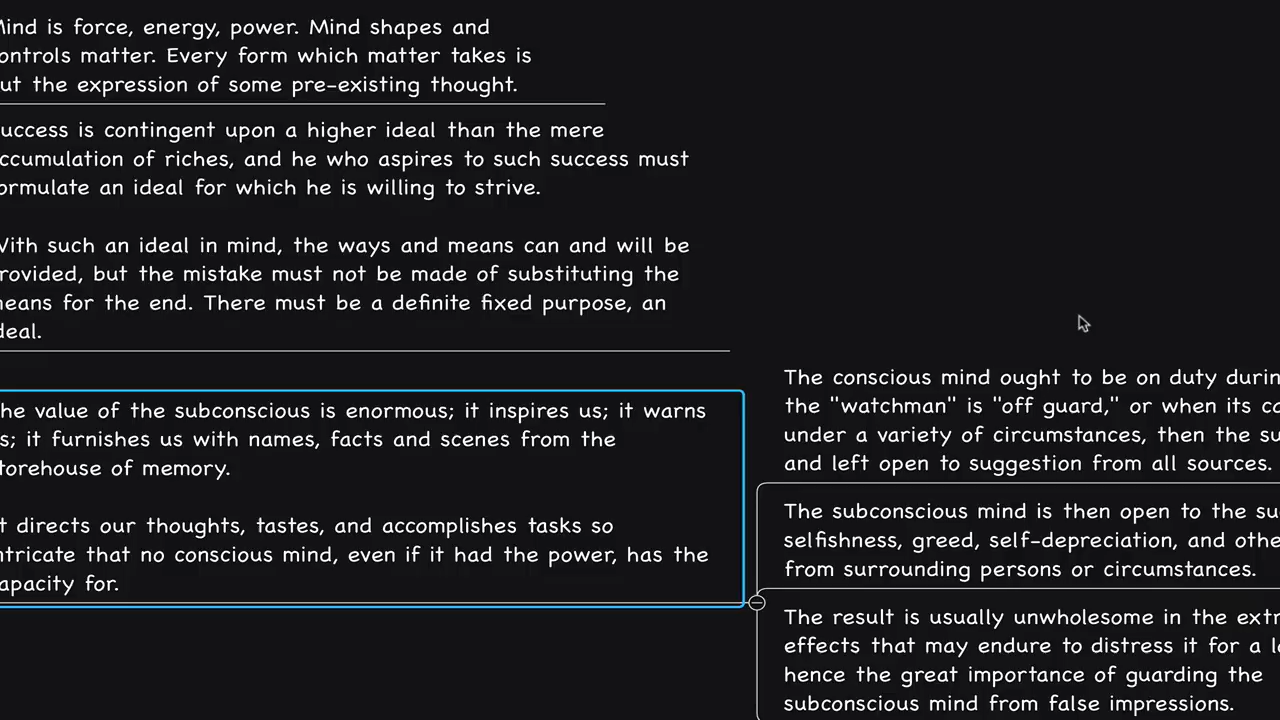 Mind is force, energy, power. Mind shapes and
ontrols matter. Every form which matter takes is
ut the expression of some pre-existing thought.
uccess is contingent upon a higher ideal than the mere
ccumulation of riches, and he who aspires to such success must
ormulate an ideal for which he is willing to strive.
With such an ideal in mind, the ways and means can and will be
rovided, but the mistake must not be made of substituting the
means for the end. There must be a definite fixed purpose, an
deal.
he value of the subconscious is enormous; it inspires us; it warns
s; it furnishes us with names, facts and scenes from the
torehouse of memory.
t directs our thoughts, tastes, and accomplishes tasks so
ntricate that no conscious mind, even if it had the power, has the
apacity for.
The conscious mind ought to be on duty durin
the "watchman" is "off guard," or when its ca
under a variety of circumstances, then the su
and left open to suggestion from all sources.
The subconscious mind is then open to the su
selfishness, greed, self-depreciation, and othe
from surrounding persons or circumstances.
The result is usually unwholesome in the extr
effects that may endure to distress it for a l
hence the great importance of guarding the
subconscious mind from false impressions.